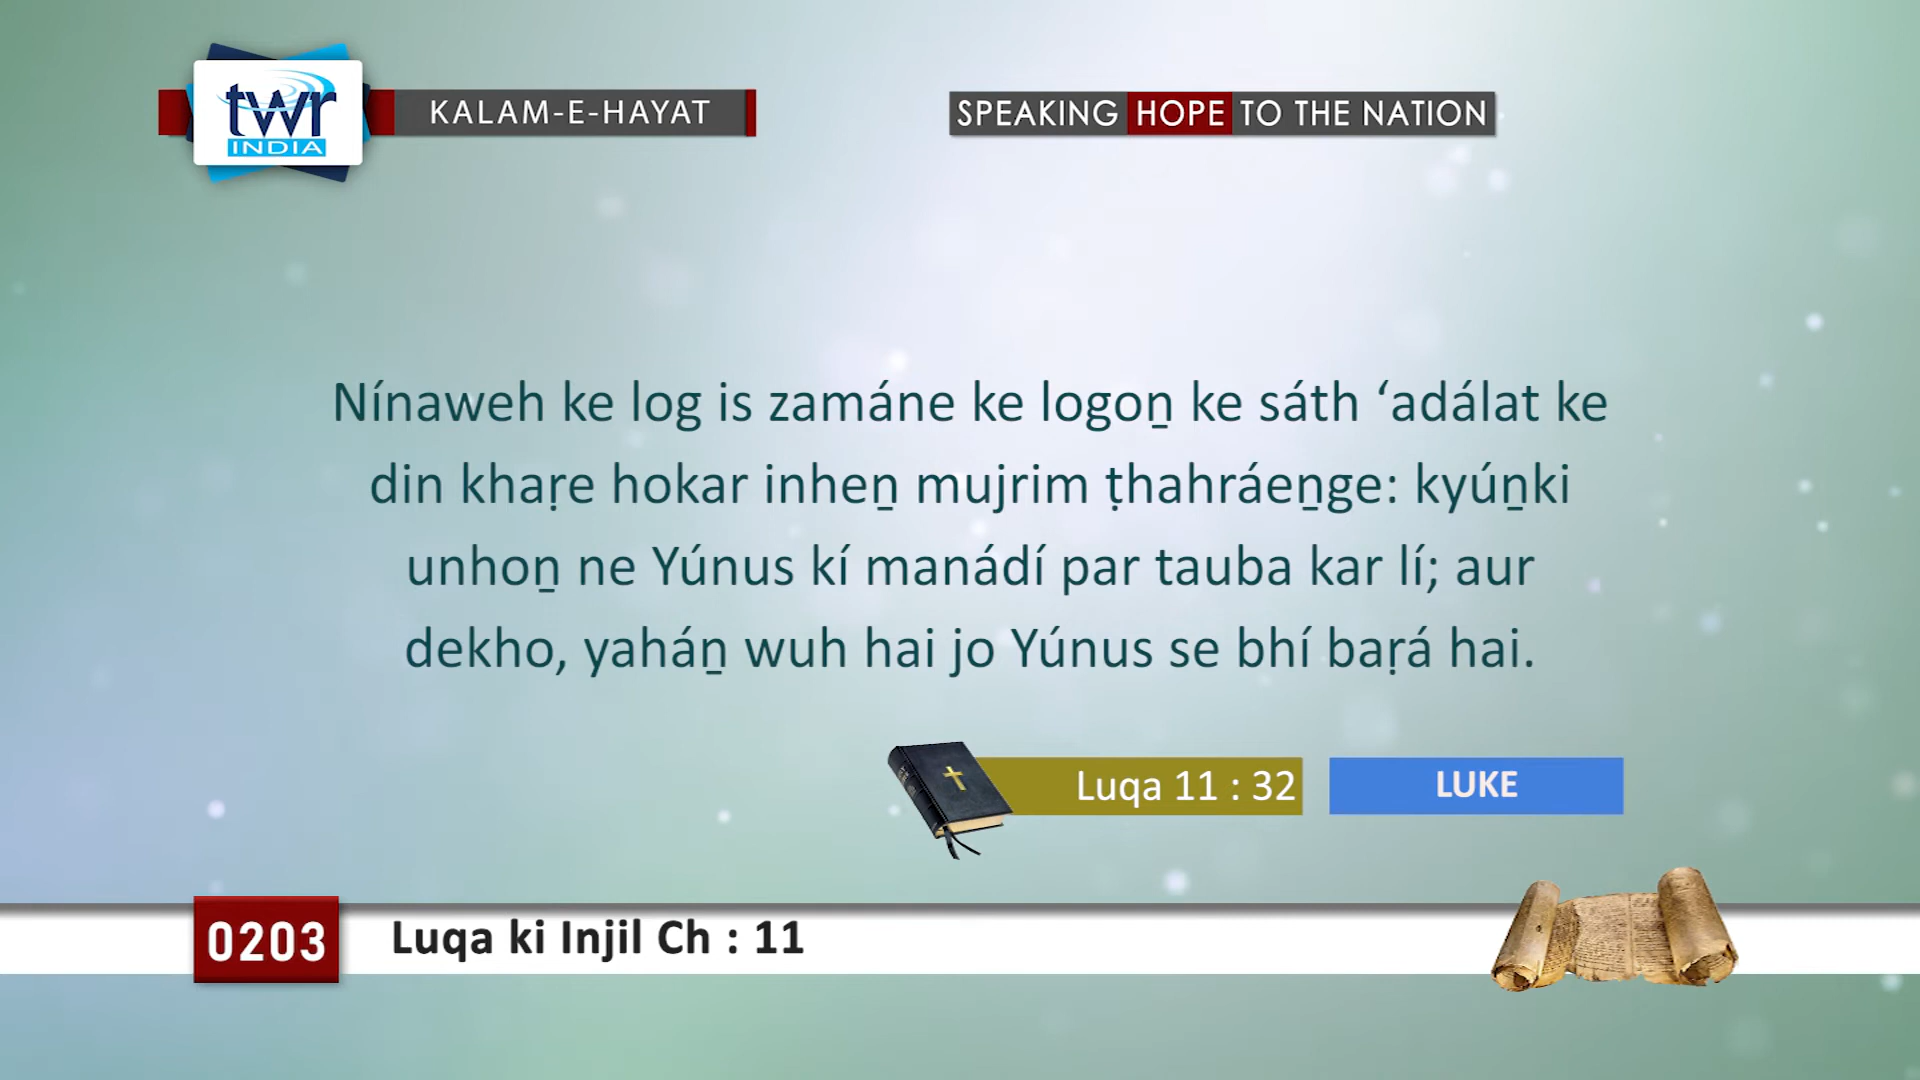 twr
INDIA
KALAM-E-HAYAT
SPEAKING HOPE TO THE NATION
Nínaweh ke log is zamáne ke logoṉ ke sáth ‘adálat ke
din khaṛe hokar inheṉ mujrim ṭhahráeṉge: kyúṉki
unhoṉ ne Yúnus kí manádí par tauba kar lí; aur
dekho, yaháṉ wuh hai jo Yúnus se bhí baṛá hai.
Luqa 11 : 32
LUKE
0203
Luqa ki Injil Ch : 11